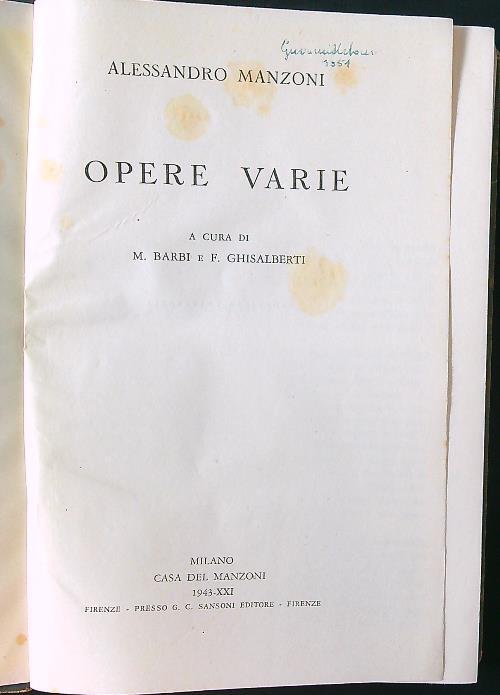 1951
ALESSANDRO MANZONI
OPERE VARIE
A CURA DI
M. BARBI E F. GHISALBERTI
MILANO
CASA DEL MANZONI
1943-XXI
FIRENZE - PRESSO G. C. SANSONI EDITORE - FIRENZE